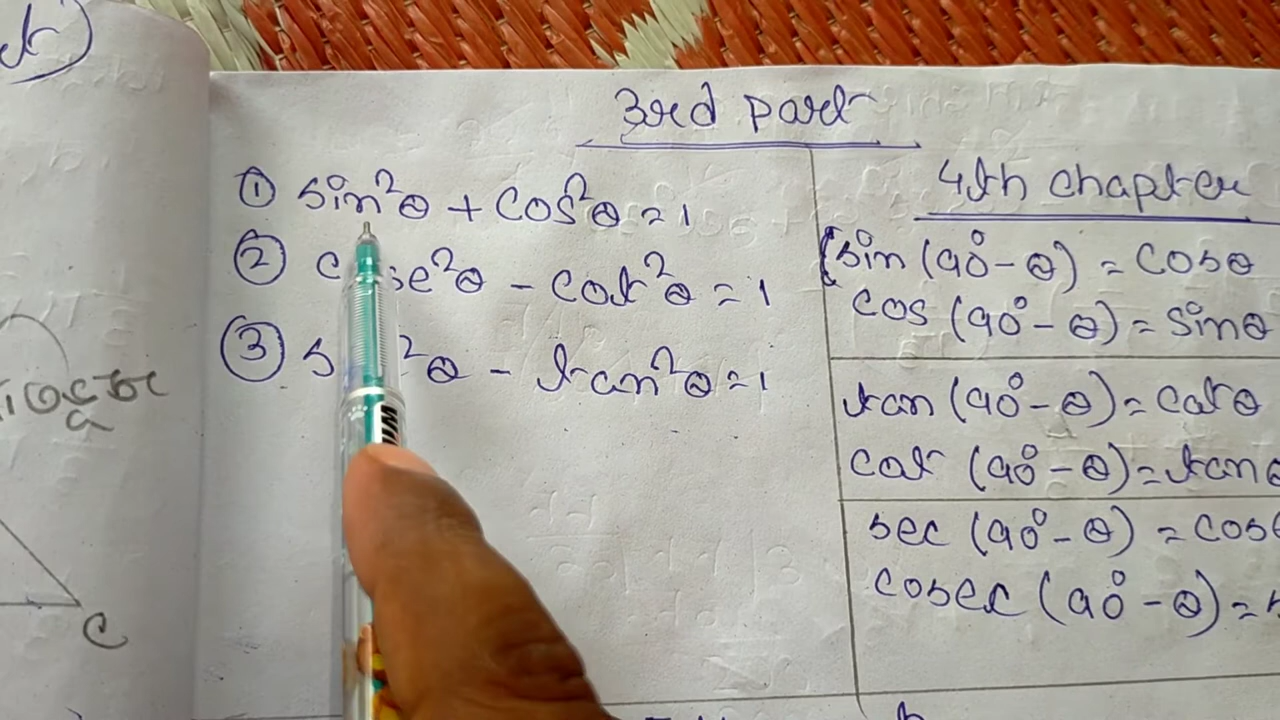 3rd part
① sin²θ + cos²θ = 1
② c sec²θ - cot²θ = 1
③ s ²θ - tan²θ = 1
4th chapter
sin (90° - θ) = cosθ
cos (90° - θ) = sinθ
tan (90° - θ) = cotθ
cot (90° - θ) = tanθ
sec (90° - θ) = cos
cosec (90° - θ) =
C